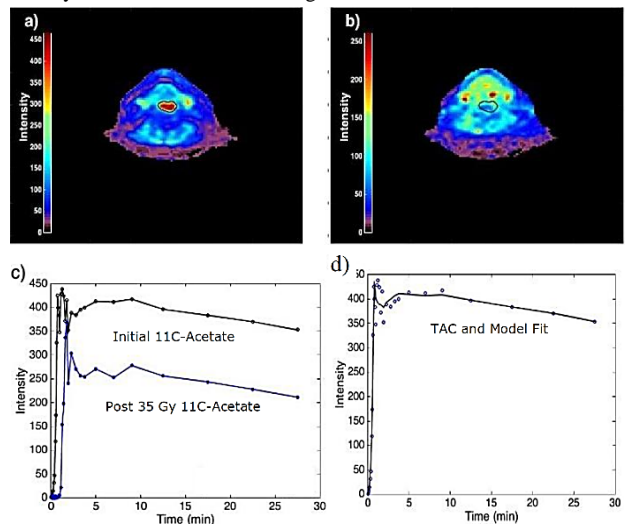 a)
Intensity
450
400
350
300
250
200
150
100
50
0
b)
Intensity
250
200
150
100
50
0
c)
Intensity
450
400
350
300
250
200
150
100
50
0
Initial 11C-Acetate
Post 35 Gy 11C-Acetate
0 5 10 15 20 25 30
Time (min)
d)
Intensity
50
400
350
300
250
200
150
100
50
0
TAC and Model Fit
0 5 10 15 20 25 30
Time (min)